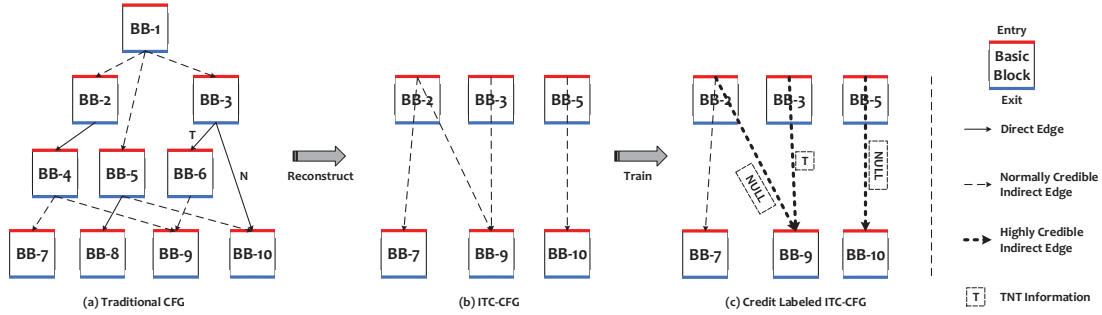 BB-1
BB-2
BB-3
T
BB-4
BB-5
BB-6
N
BB-7
BB-8
BB-9
BB-10
(a) Traditional CFG
Reconstruct
BB-2
BB-3
BB-5
BB-7
BB-9
BB-10
(b) ITC-CFG
Train
BB-2
BB-3
BB-5
NULL
T
NULL
BB-7
BB-9
BB-10
(c) Credit Labeled ITC-CFG
Entry
Basic
Block
Exit
Direct Edge
Normally Credible
Indirect Edge
Highly Credible
Indirect Edge
T
TNT Information